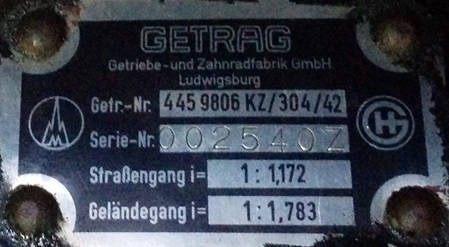 GETRAG
Getriebe-und Zahnradfabrik GmbH
Ludwigsburg
Getr.-Nr. 445 9806 KZ/304/42
Serie-Nr. 002540Z
Straßengang i= 1:1,172
Geländegang i= 1:1,783